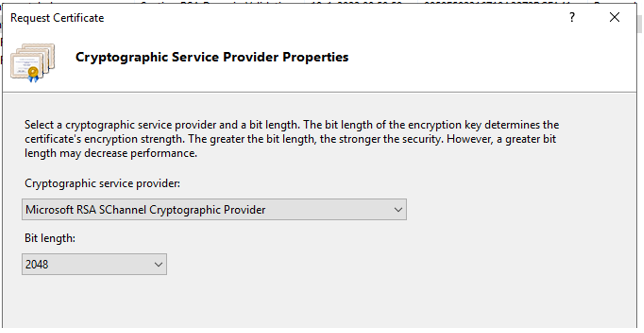 Request Certificate
?
Cryptographic Service Provider Properties
Select a cryptographic service provider and a bit length. The bit length of the encryption key determines the
certificate's encryption strength. The greater the bit length, the stronger the security. However, a greater bit
length may decrease performance.
Cryptographic service provider:
Microsoft RSA SChannel Cryptographic Provider
Bit length:
2048